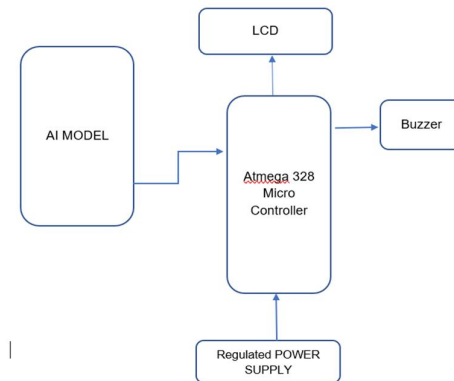 LCD
AI MODEL
Buzzer
Atmega 328
Micro
Controller
Regulated POWER
SUPPLY